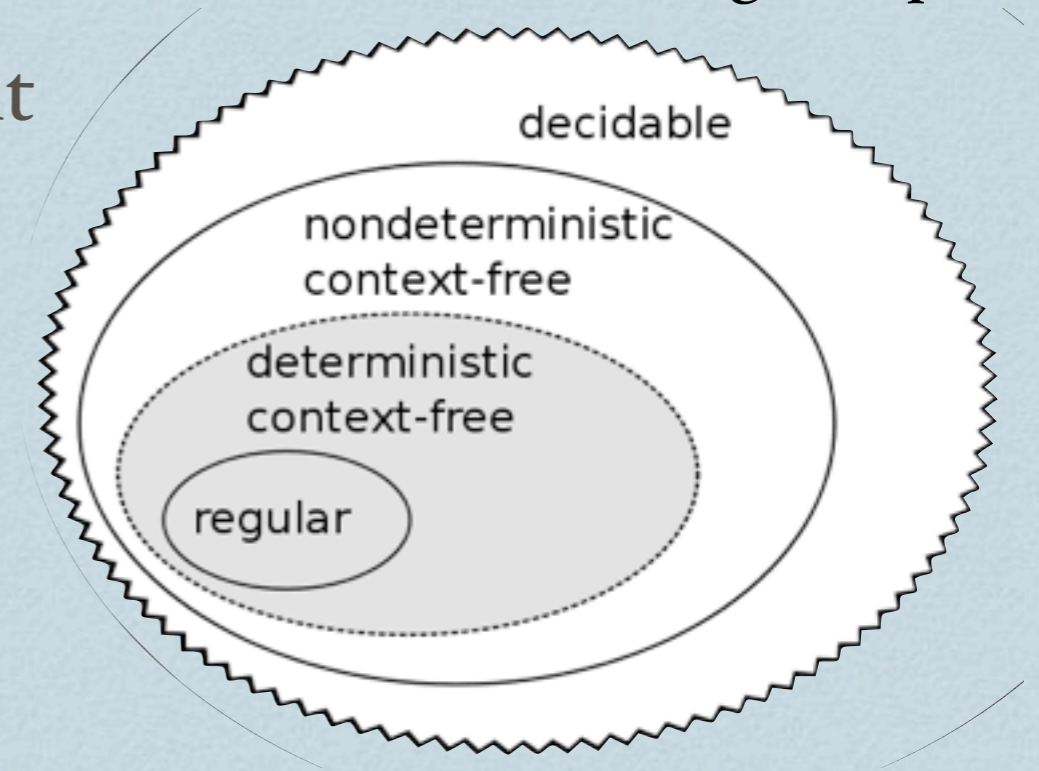 decidable
nondeterministic
context-free
deterministic
context-free
regular